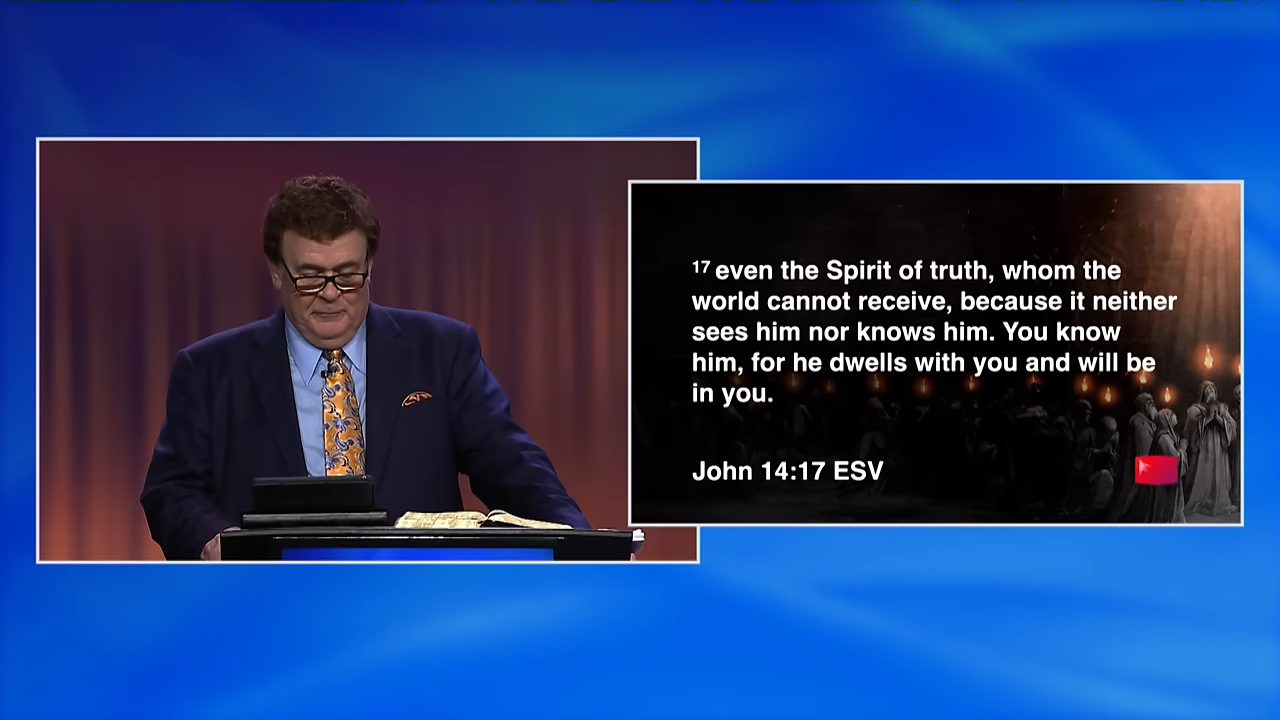 17 even the Spirit of truth, whom the
world cannot receive, because it neither
sees him nor knows him. You know
him, for he dwells with you and will be
in you.
John 14:17 ESV